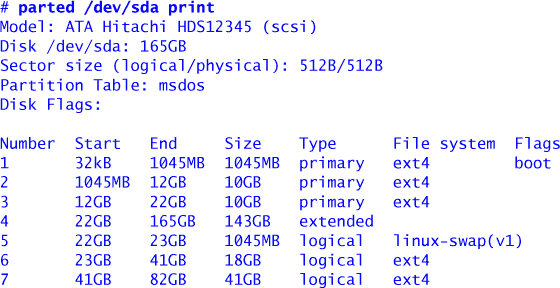 # parted /dev/sda print
Model: ATA Hitachi HDS12345 (scsi)
Disk /dev/sda: 165GB
Sector size (logical/physical): 512B/512B
Partition Table: msdos
Disk Flags:

Number  Start   End     Size    Type      File system  Flags
1       32kB    1045MB  1045MB  primary   ext4         boot
2       1045MB  12GB    10GB    primary   ext4
3       12GB    22GB    10GB    primary   ext4
4       22GB    165GB   143GB   extended
5       22GB    23GB    1045MB  logical   linux-swap(v1)
6       23GB    41GB    18GB    logical   ext4
7       41GB    82GB    41GB    logical   ext4